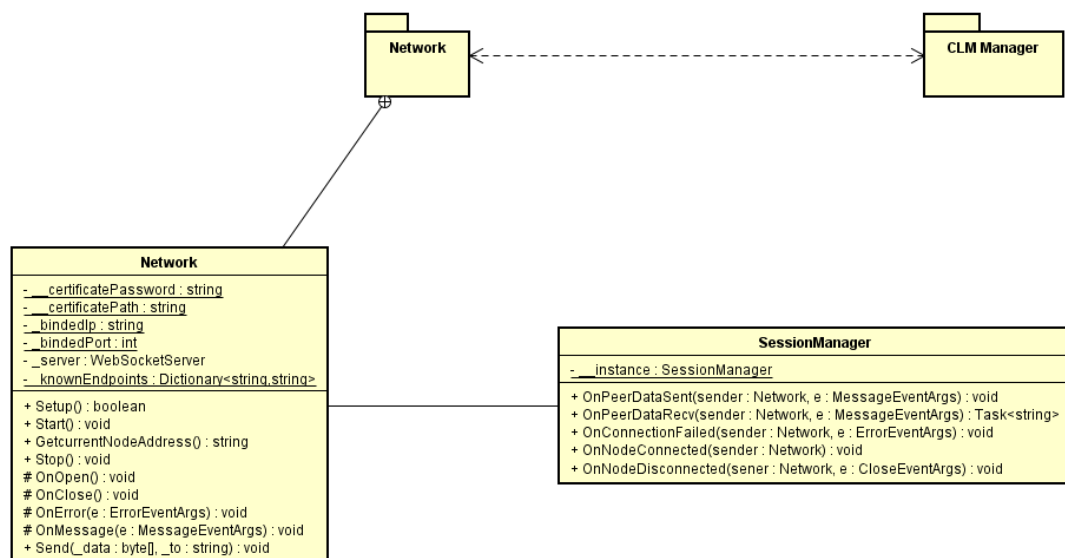 Network
CLM Manager
Network
- __certificatePassword : string
- __certificatePath : string
- _bindedIp : string
- _bindedPort : int
- _server : WebSocketServer
- _knownEndpoints : Dictionary<string,string>
+ Setup() : boolean
+ Start() : void
+ GetcurrentNodeAddress() : string
+ Stop() : void
# OnOpen() : void
# OnClose() : void
# OnError(e : ErrorEventArgs) : void
# OnMessage(e : MessageEventArgs) : void
+ Send(_data : byte[], _to : string) : void
SessionManager
- __instance : SessionManager
+ OnPeerDataSent(sender : Network, e : MessageEventArgs) : void
+ OnPeerDataRecv(sender : Network, e : MessageEventArgs) : Task<string>
+ OnConnectionFailed(sender : Network, e : ErrorEventArgs) : void
+ OnNodeConnected(sender : Network) : void
+ OnNodeDisconnected(sener : Network, e : CloseEventArgs) : void